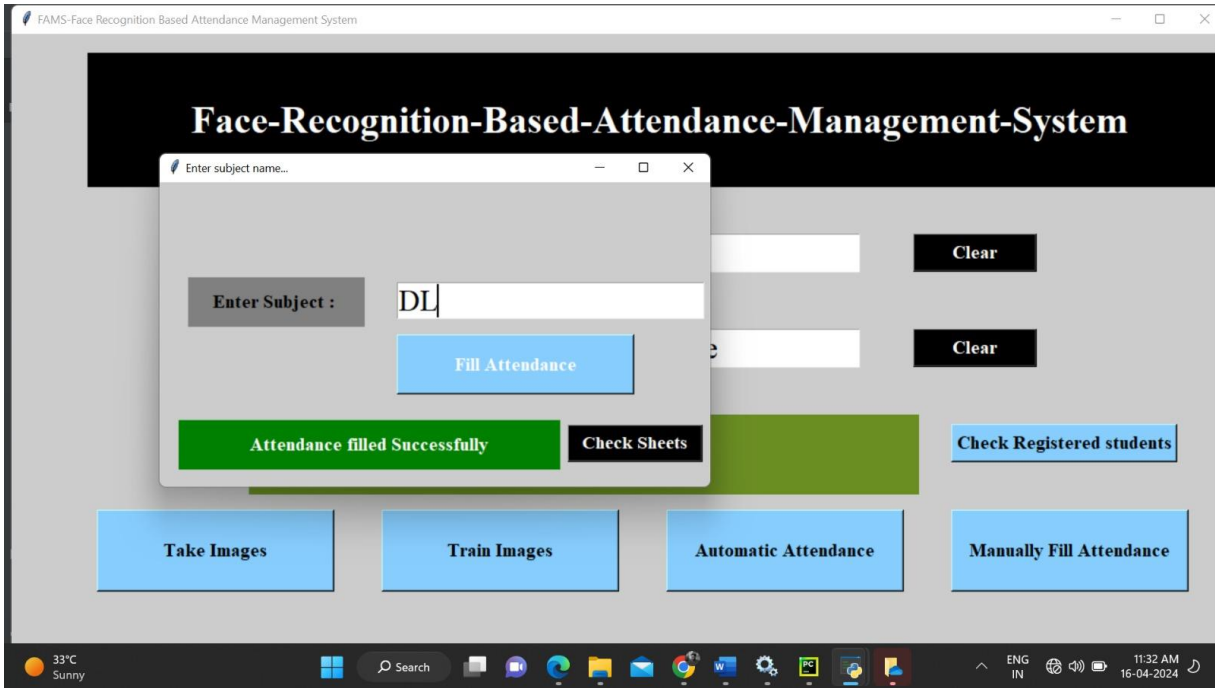 FAMS-Face Recognition Based Attendance Management System
Face-Recognition-Based-Attendance-Management-System
Enter subject name...
Clear
Enter Subject :
DL
Fill Attendance
e
Clear
Attendance filled Successfully
Check Sheets
Check Registered students
Take Images
Train Images
Automatic Attendance
Manually Fill Attendance
33°C
Sunny
Search
W
PC
ENG
IN
11:32 AM
16-04-2024